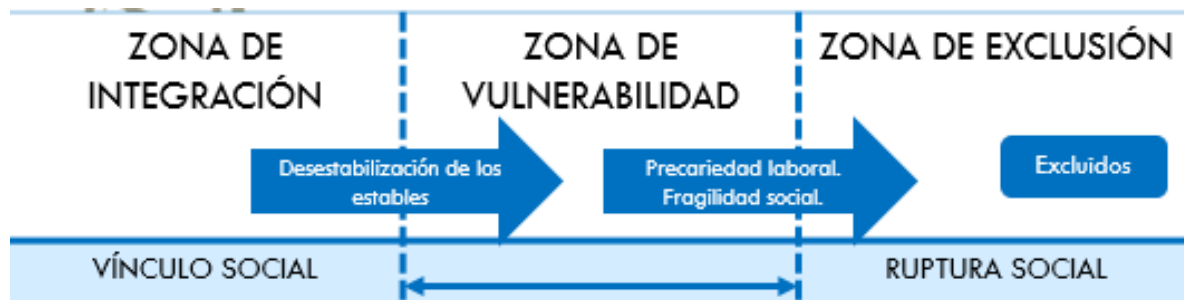 ZONA DE
INTEGRACIÓN
ZONA DE
VULNERABILIDAD
ZONA DE EXCLUSIÓN
Desestabilización de los
estables
Precariedad laboral.
Fragilidad social.
Excluidos
VÍNCULO SOCIAL
RUPTURA SOCIAL